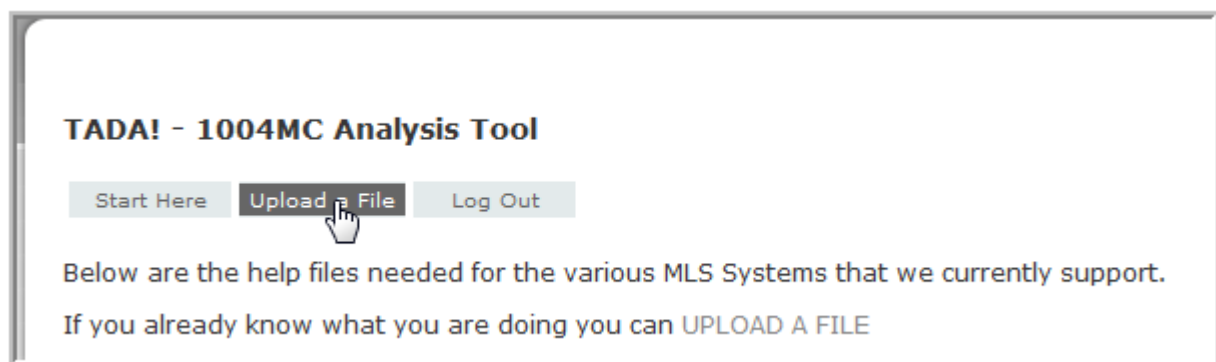 TADA! - 1004MC Analysis Tool
Start Here Upload a File Log Out
Below are the help files needed for the various MLS Systems that we currently support.
If you already know what you are doing you can UPLOAD A FILE